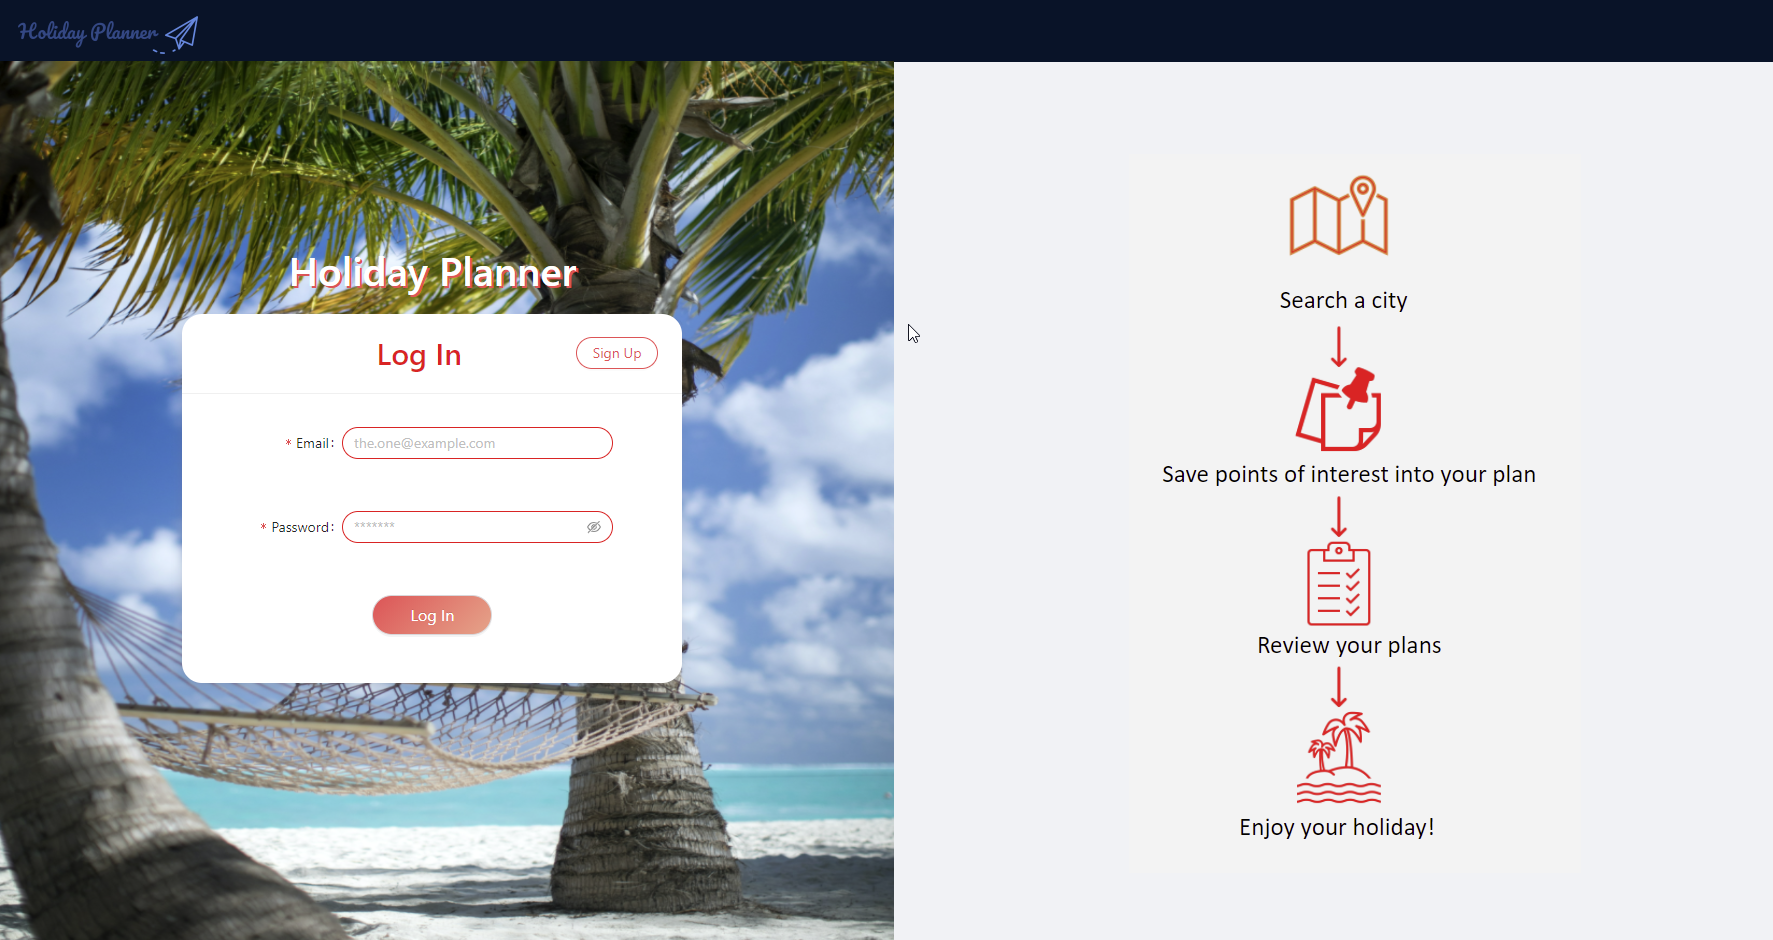 Holiday Planner
Holiday Planner
Log In
Sign Up
* Email:
the.one@example.com
* Password:
*******
Log In
Search a city
Save points of interest into your plan
Review your plans
Enjoy your holiday!